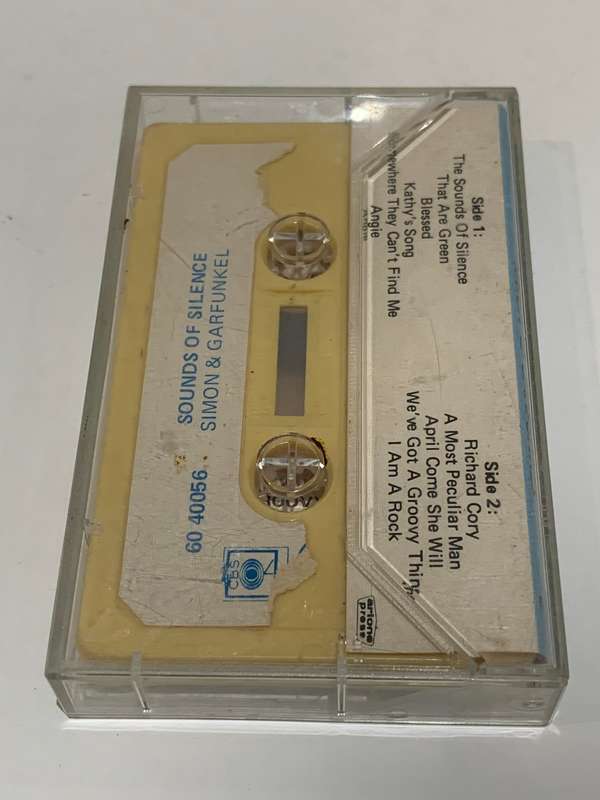 SOUNDS OF SILENCE
SIMON & GARFUNKEL
60 40056
CBS
Side 1:
The Sounds Of Silence
That Are Green
Blessed
Kathy's Song
Somewhere They Can't Find Me
Angie
Side 2:
Richard Cory
A Most Peculiar Man
April Come She Will
We've Got A Groovy Thing
I Am A Rock
arione
press